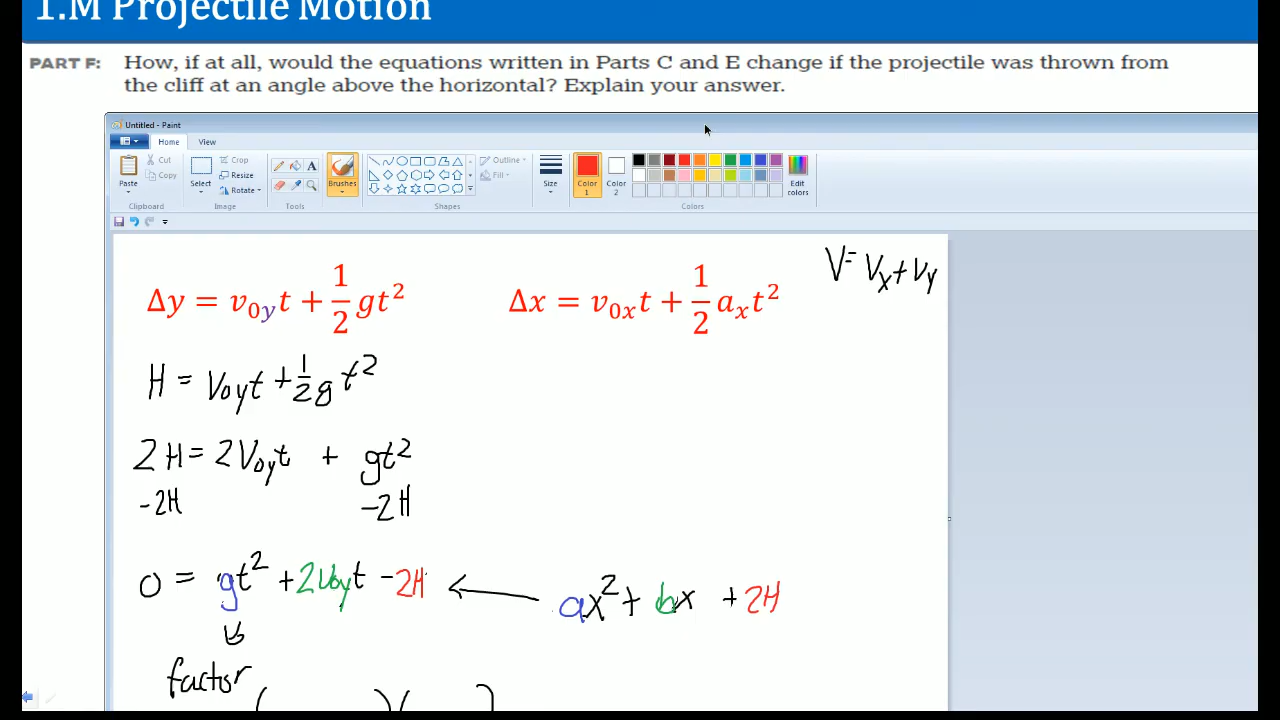 1.M Projectile Motion
PART F: How, if at all, would the equations written in Parts C and E change if the projectile was thrown from
the cliff at an angle above the horizontal? Explain your answer.
Untitled - Paint
Home View
Paste
Cut
Copy
Clipboard
Select
Crop
Resize
Rotate
Image
A
Tools
Brushes
Outline
Fill
Shapes
Size
Color 1
Color 2
Edit colors
Colors
Δy = v₀yt + 1/2 gt² Δx = v₀ₓt + 1/2 aₓt² V = Vx + Vy
H = Voyt + 1/2 g t²
2H = 2Voyt + gt²
-2H -2H
0 = gt² + 2Voyt - 2H ← ax² + bx + 2H
factor
( )( )